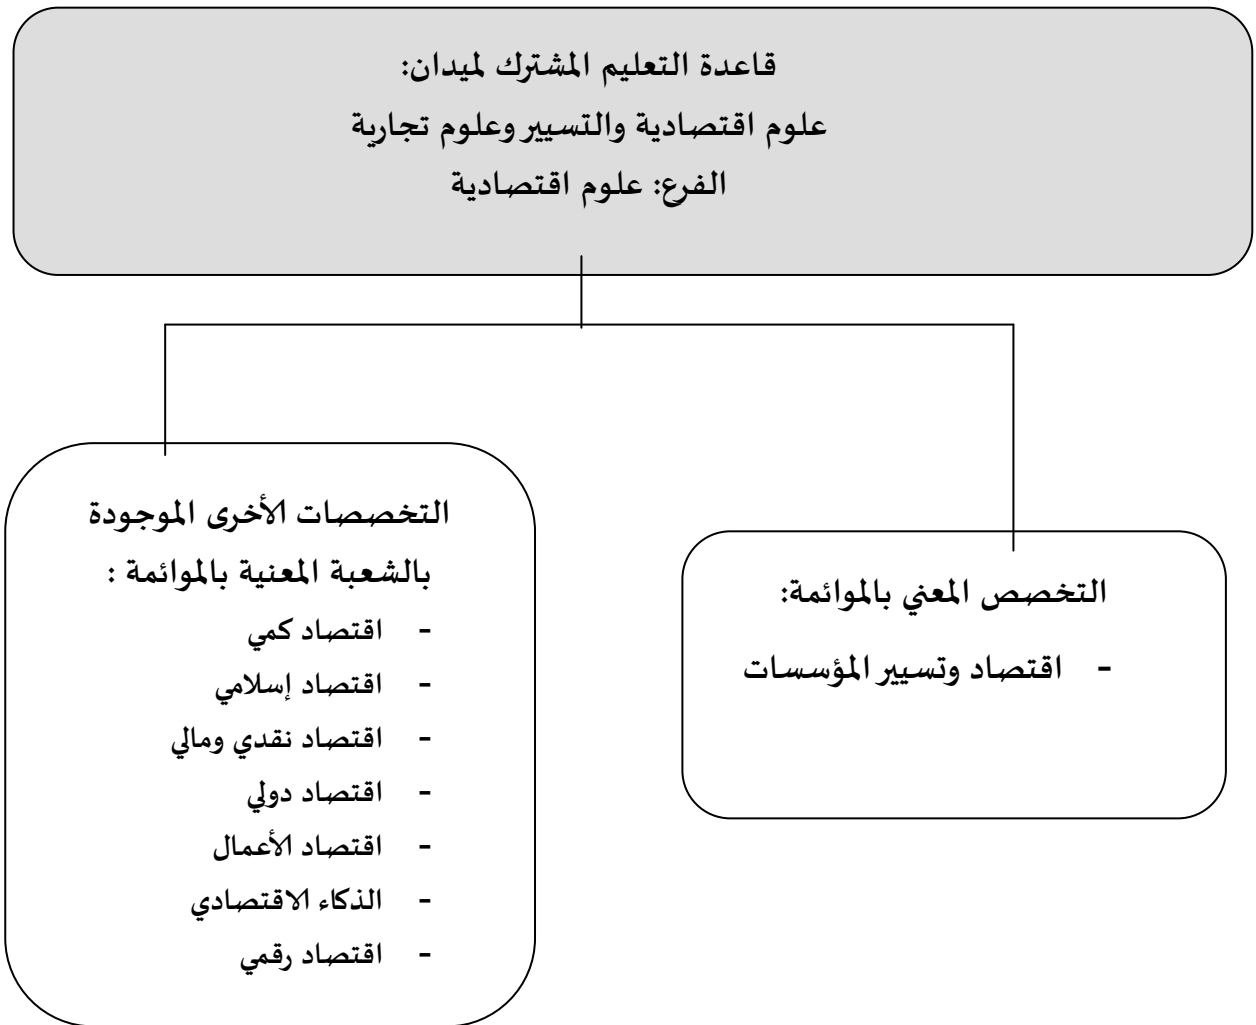 قاعدة التعليم المشترك لميدان:
علوم اقتصادية والتسيير وعلوم تجارية
الفرع: علوم اقتصادية
التخصص المعني بالموائمة:
- اقتصاد وتسيير المؤسسات
التخصصات الأخرى الموجودة
بالشعبة المعنية بالموائمة :
- اقتصاد كمي
- اقتصاد إسلامي
- اقتصاد نقدي ومالي
- اقتصاد دولي
- اقتصاد الأعمال
- الذكاء الاقتصادي
- اقتصاد رقمي